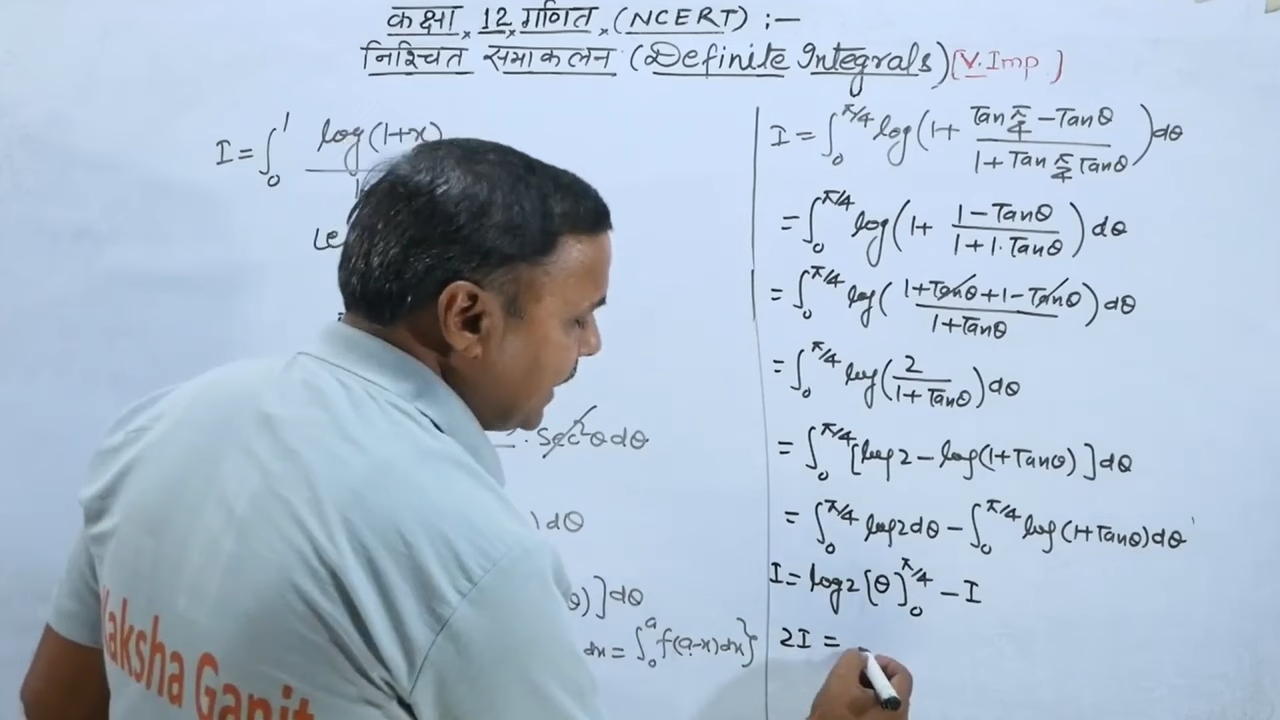 कक्षा 12 गणित (NCERT) :-
निश्चित समाकलन (Definite Integrals) [V. Imp.)
I = ∫₀¹ log(1+x)
∙ sec²θ dθ
) dθ
θ)] dθ
dx = ∫₀ᵃ f(a-x) dx}
I = ∫₀^π/4 log(1 + (Tan π/4 - Tanθ)/(1 + Tan π/4 Tanθ)) dθ
= ∫₀^π/4 log(1 + (1 - Tanθ)/(1 + 1. Tanθ)) dθ
= ∫₀^π/4 log((1 + Tanθ + 1 - Tanθ)/(1 + Tanθ)) dθ
= ∫₀^π/4 log(2/(1 + Tanθ)) dθ
= ∫₀^π/4 [log2 - log(1 + Tanθ)] dθ
= ∫₀^π/4 log2 dθ - ∫₀^π/4 log(1 + Tanθ) dθ
I = log2 [θ]₀^π/4 - I
2I =
Kaksha Ganit